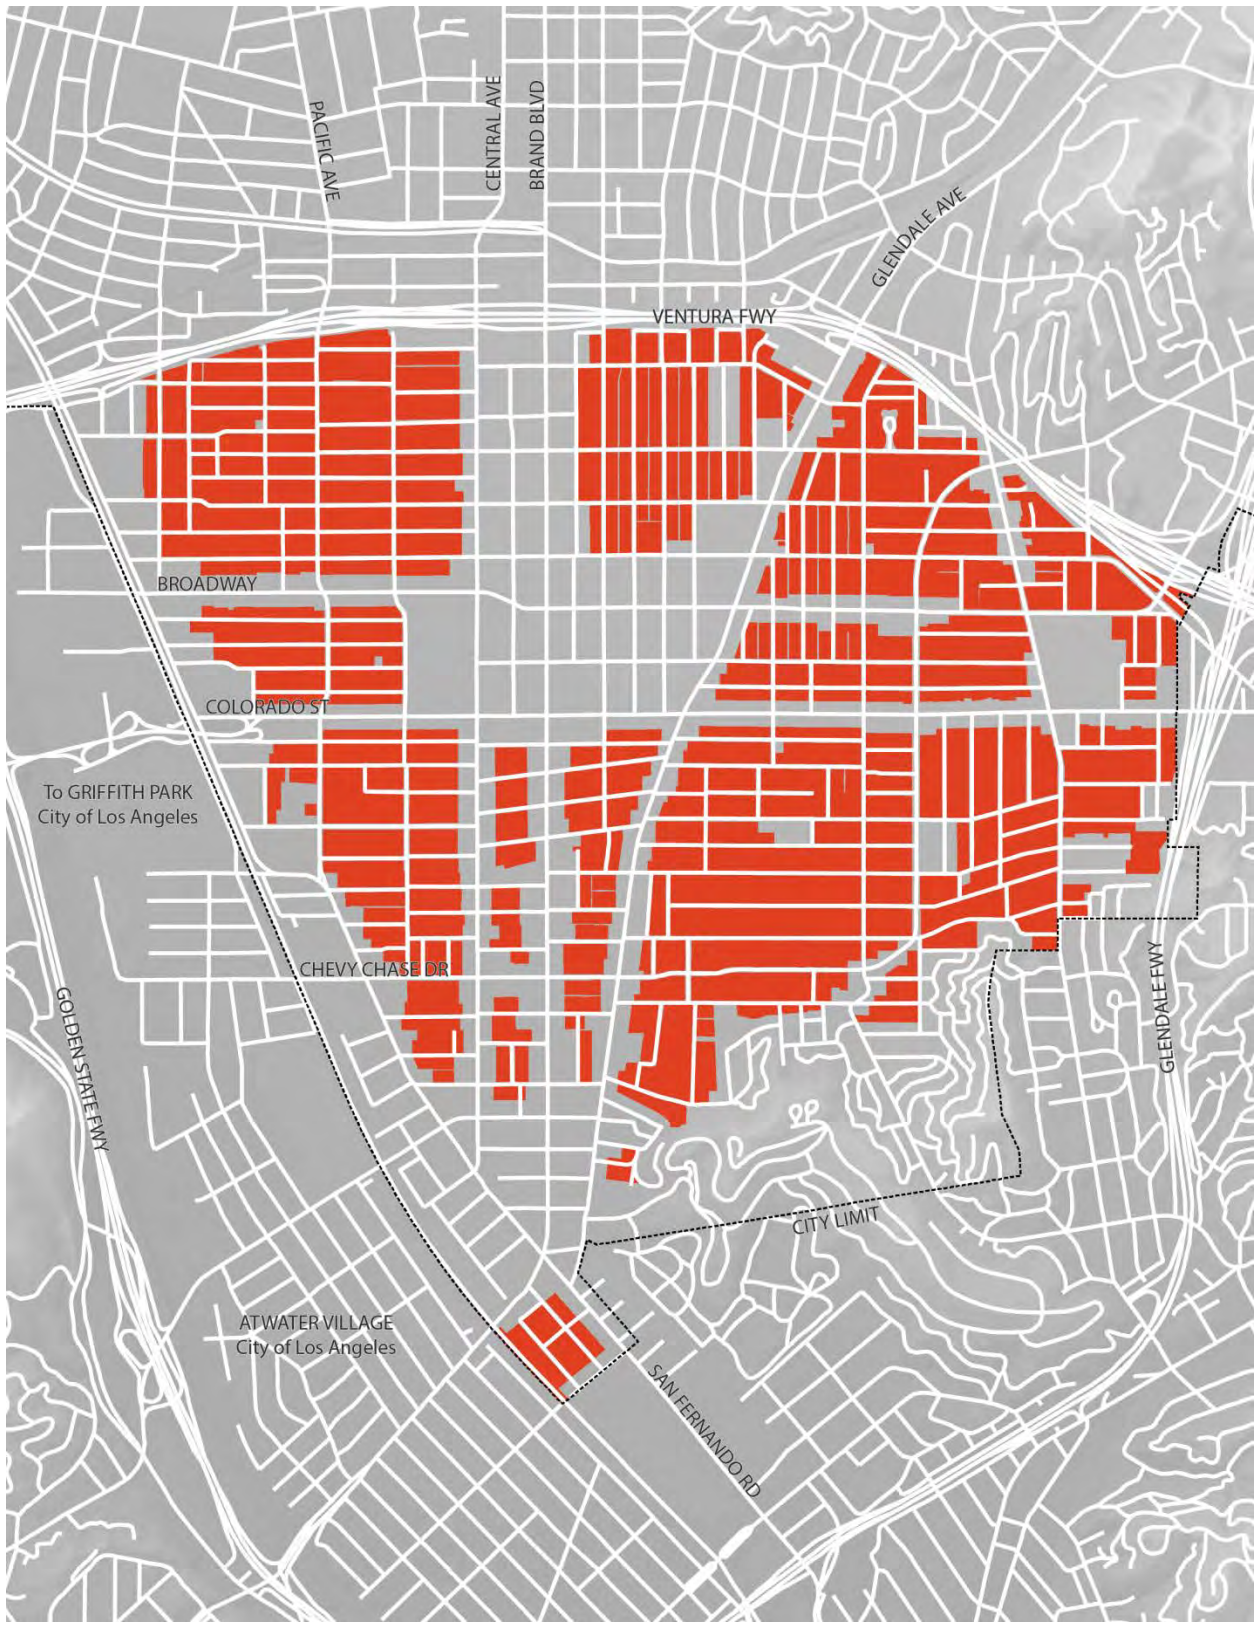 PACIFIC AVE
CENTRAL AVE
BRAND BLVD
GLENDALE AVE
VENTURA FWY
BROADWAY
COLORADO ST
To GRIFFITH PARK
City of Los Angeles
CHEVY CHASE DR
GOLDEN STATE FWY
GLENDALE FWY
CITY LIMIT
ATWATER VILLAGE
City of Los Angeles
SAN FERNANDO RD